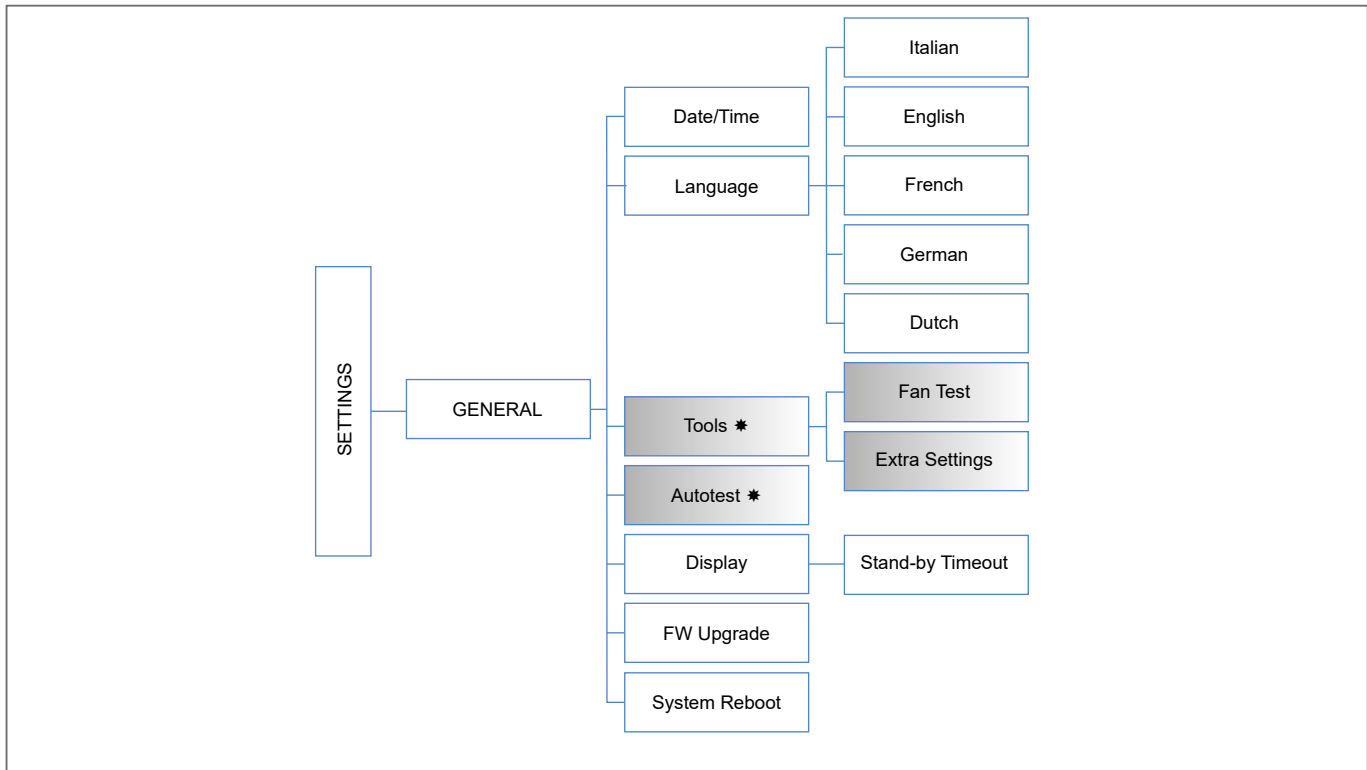 SETTINGS
GENERAL
Date/Time
Language
Italian
English
French
German
Dutch
Tools ✸
Fan Test
Extra Settings
Autotest ✸
Display
Stand-by Timeout
FW Upgrade
System Reboot